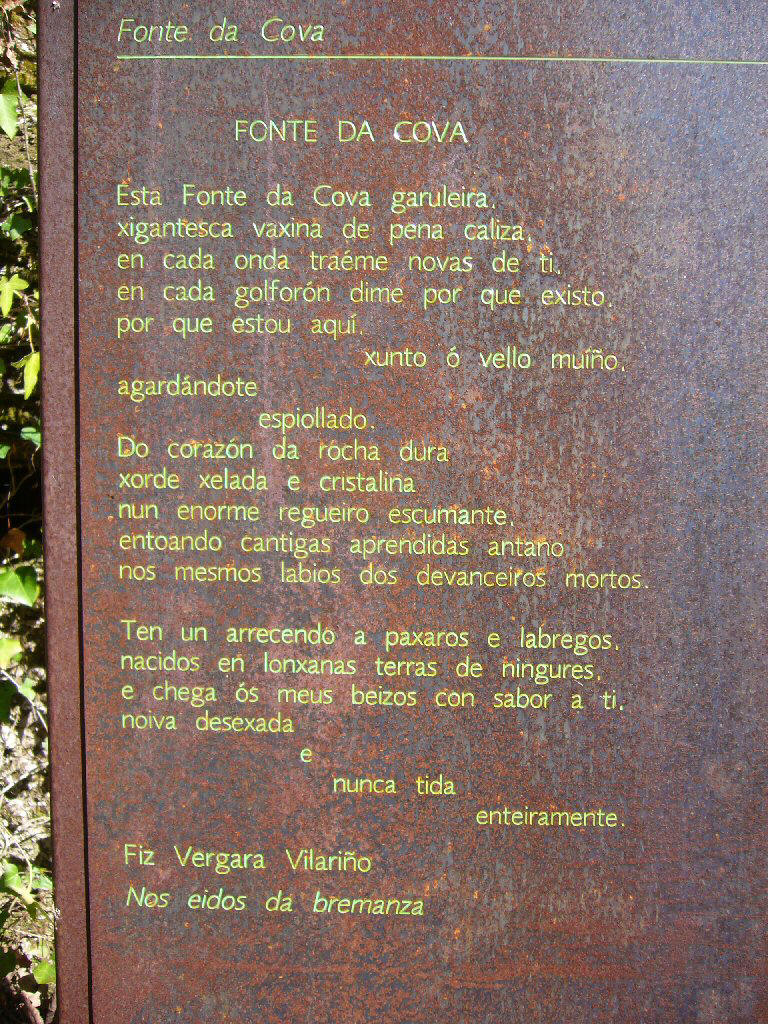 Fonte da Cova
FONTE DA COVA
Esta Fonte da Cova garuleira,
xigantesca vaxina de pena caliza,
en cada onda traéme novas de ti,
en cada golforón dime por que existo,
por que estou aquí,
xunto ó vello muíño,
agardándote
espiollado.
Do corazón da rocha dura
xorde xelada e cristalina
nun enorme regueiro escumante,
entoando cantigas aprendidas antano
nos mesmos labios dos devanceiros mortos.
Ten un arrecendo a paxaros e labregos,
nacidos en lonxanas terras de ningures,
e chega ós meus beizos con sabor a ti,
noiva desexada
e
nunca tida
enteiramente.
Fiz Vergara Vilariño
Nos eidos da bremanza